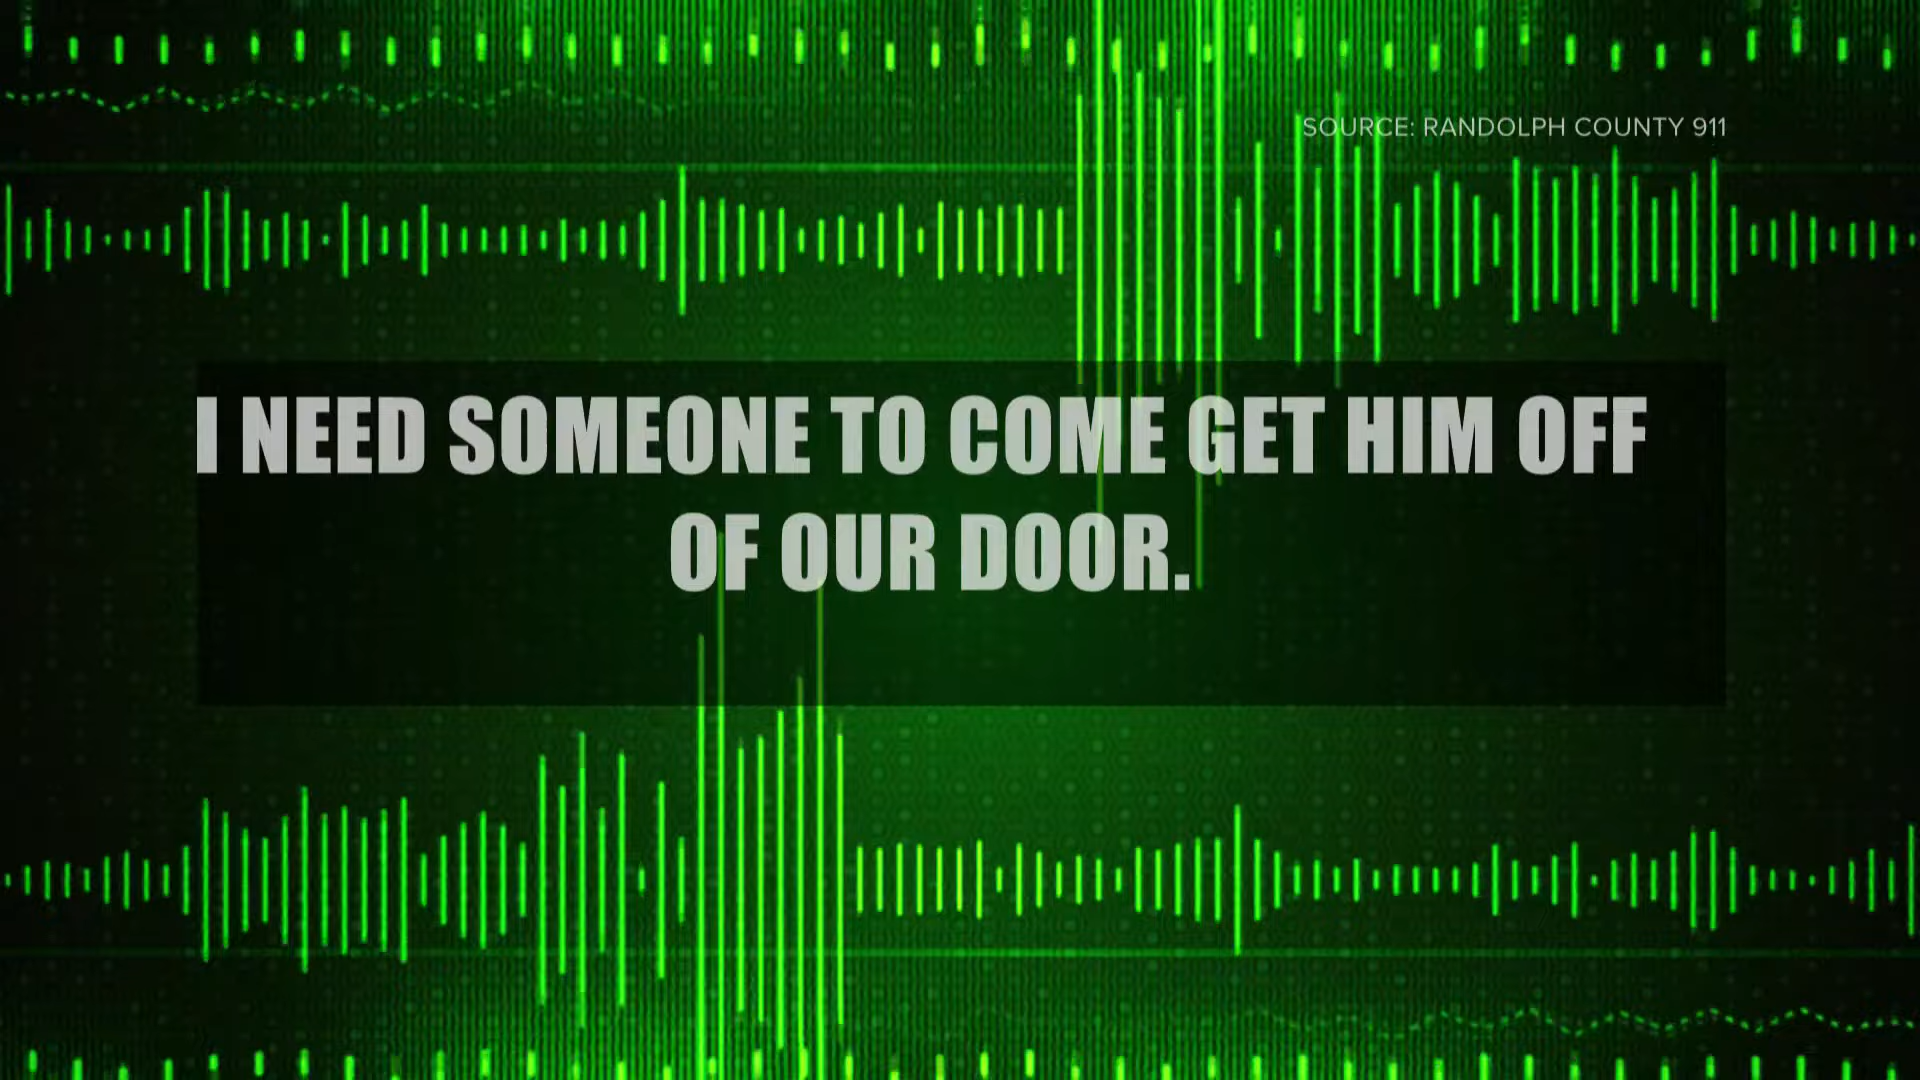 SOURCE: RANDOLPH COUNTY 911
I NEED SOMEONE TO COME GET HIM OFF
OF OUR DOOR.